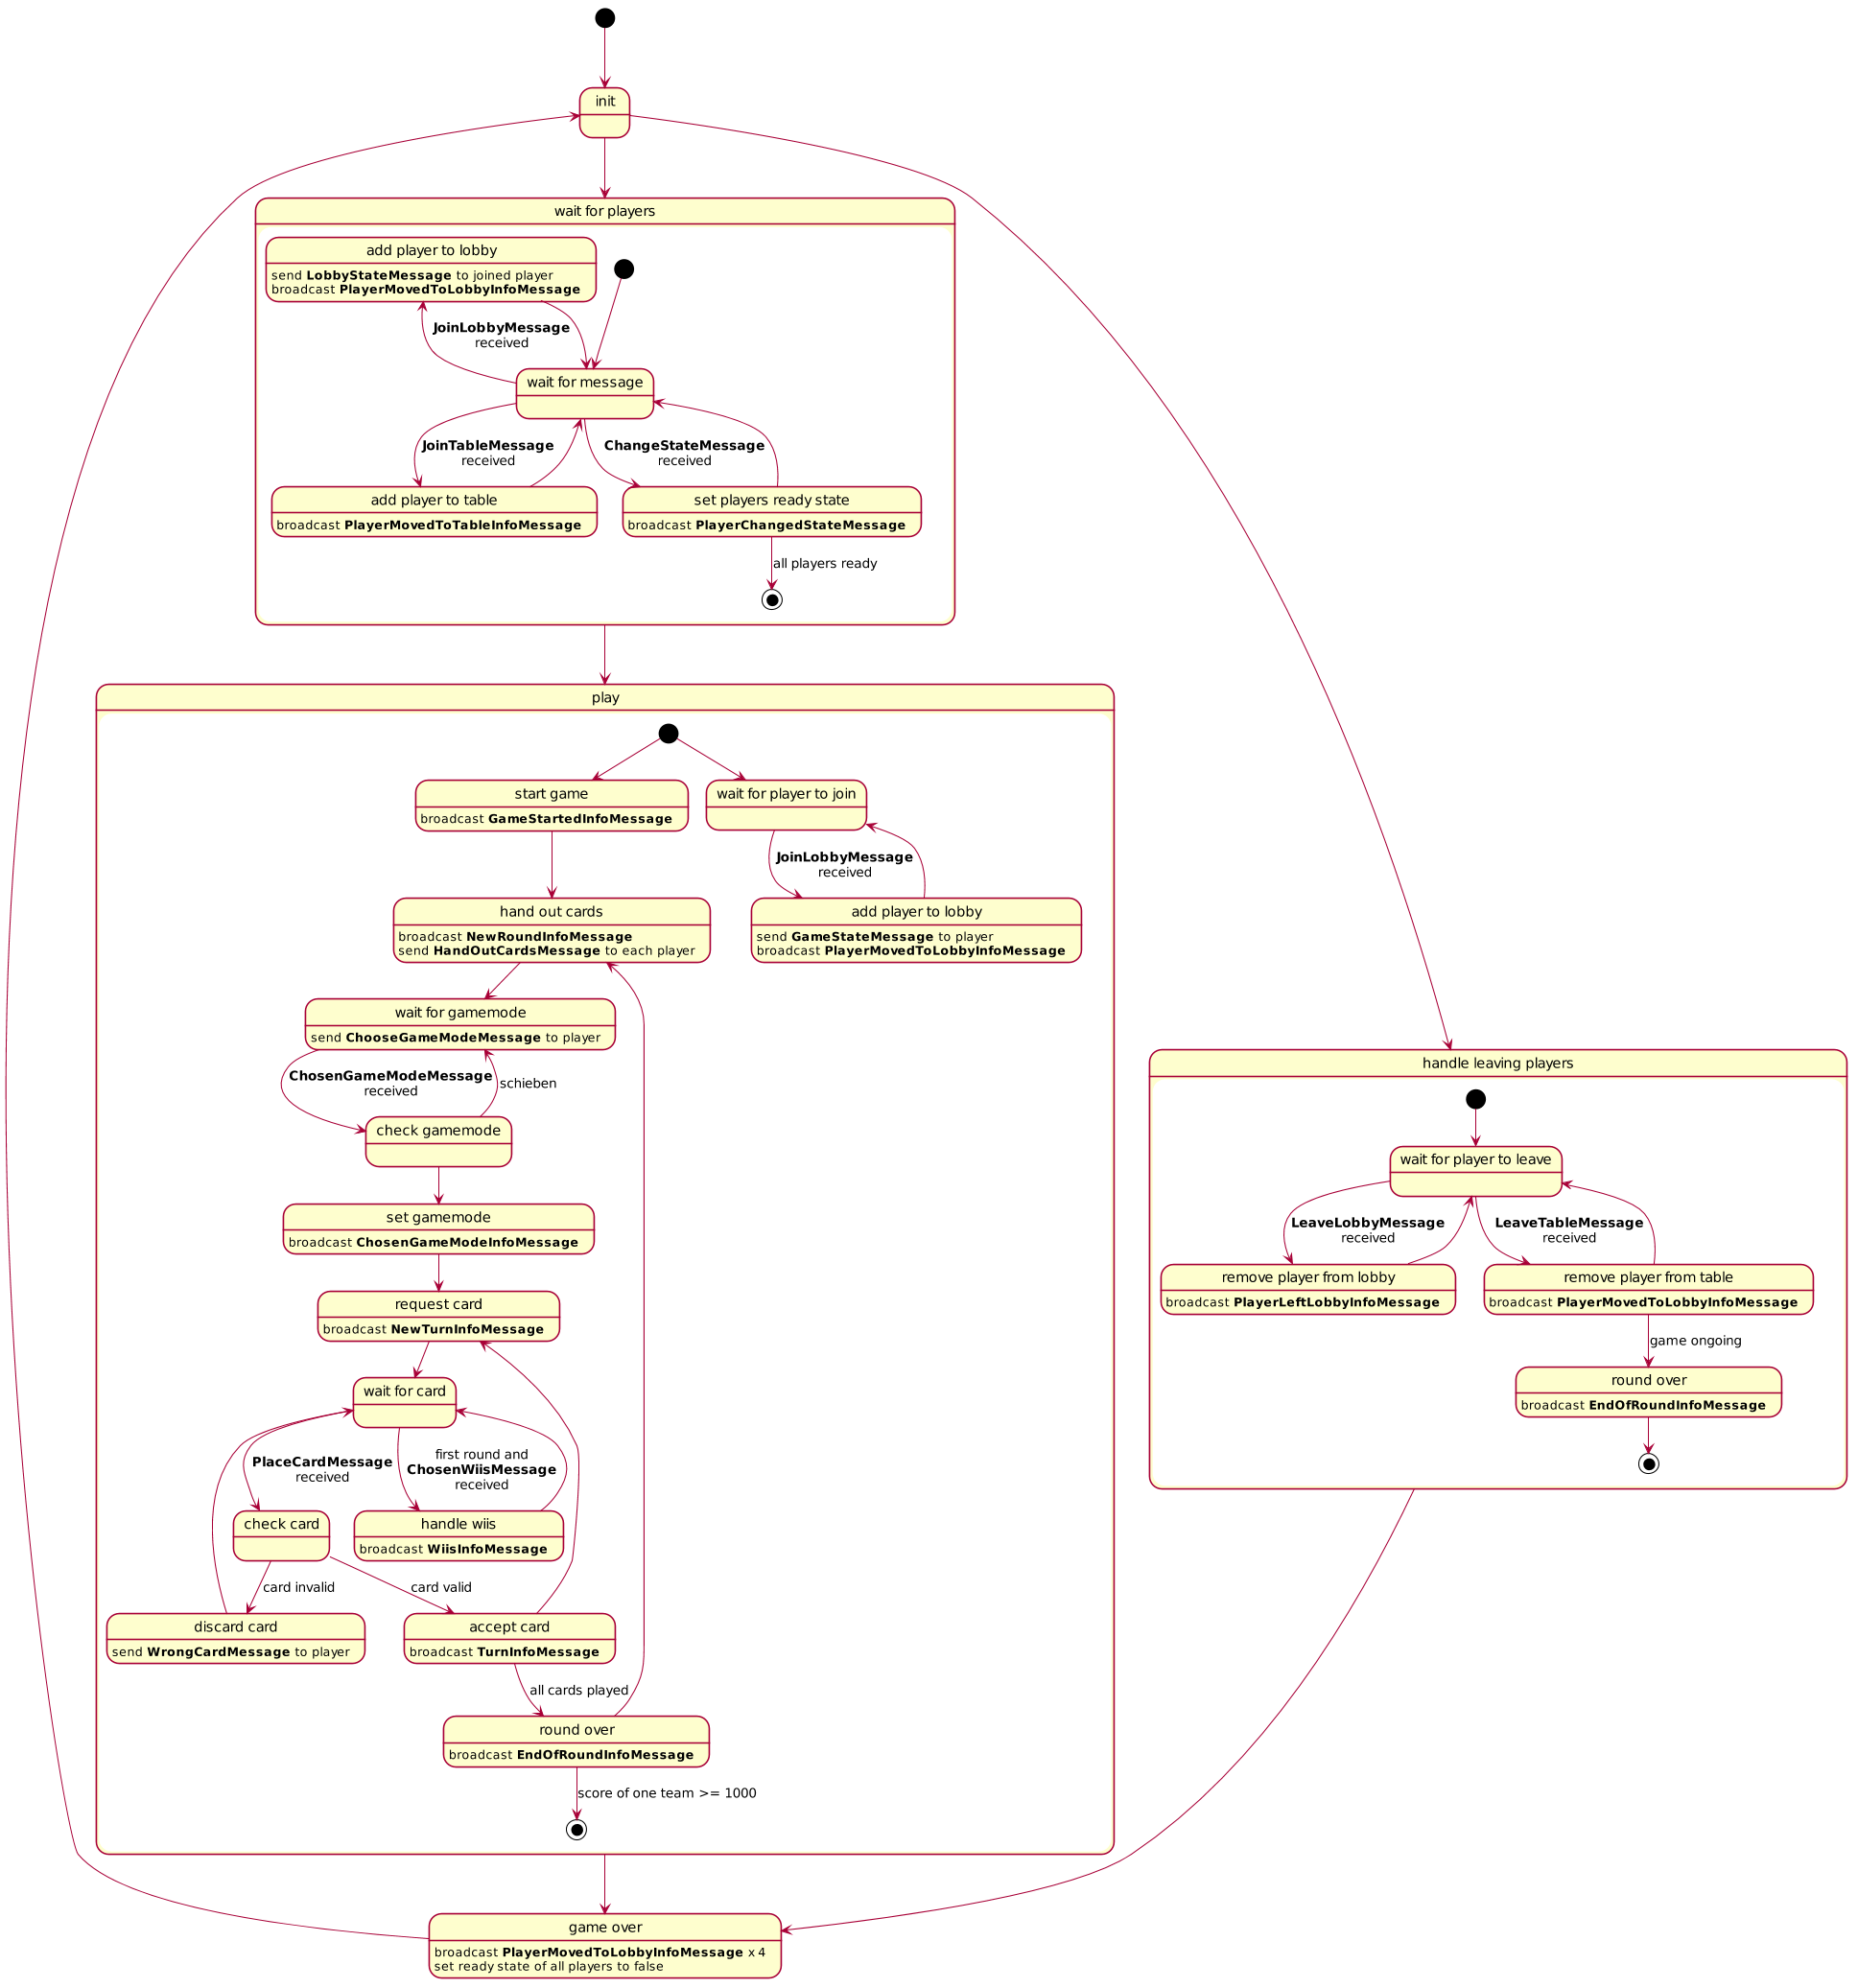 init
wait for players
add player to lobby
send LobbyStateMessage to joined player
broadcast PlayerMovedToLobbyInfoMessage
JoinLobbyMessage
received
wait for message
JoinTableMessage
received
ChangeStateMessage
received
add player to table
broadcast PlayerMovedToTableInfoMessage
set players ready state
broadcast PlayerChangedStateMessage
all players ready
play
start game
broadcast GameStartedInfoMessage
wait for player to join
JoinLobbyMessage
received
hand out cards
broadcast NewRoundInfoMessage
send HandOutCardsMessage to each player
add player to lobby
send GameStateMessage to player
broadcast PlayerMovedToLobbyInfoMessage
wait for gamemode
send ChooseGameModeMessage to player
ChosenGameModeMessage
received
schieben
check gamemode
set gamemode
broadcast ChosenGameModeInfoMessage
request card
broadcast NewTurnInfoMessage
wait for card
PlaceCardMessage
received
first round and
ChosenWiisMessage
received
check card
handle wiis
broadcast WiisInfoMessage
card invalid
card valid
discard card
send WrongCardMessage to player
accept card
broadcast TurnInfoMessage
all cards played
round over
broadcast EndOfRoundInfoMessage
score of one team >= 1000
handle leaving players
wait for player to leave
LeaveLobbyMessage
received
LeaveTableMessage
received
remove player from lobby
broadcast PlayerLeftLobbyInfoMessage
remove player from table
broadcast PlayerMovedToLobbyInfoMessage
game ongoing
round over
broadcast EndOfRoundInfoMessage
game over
broadcast PlayerMovedToLobbyInfoMessage x 4
set ready state of all players to false